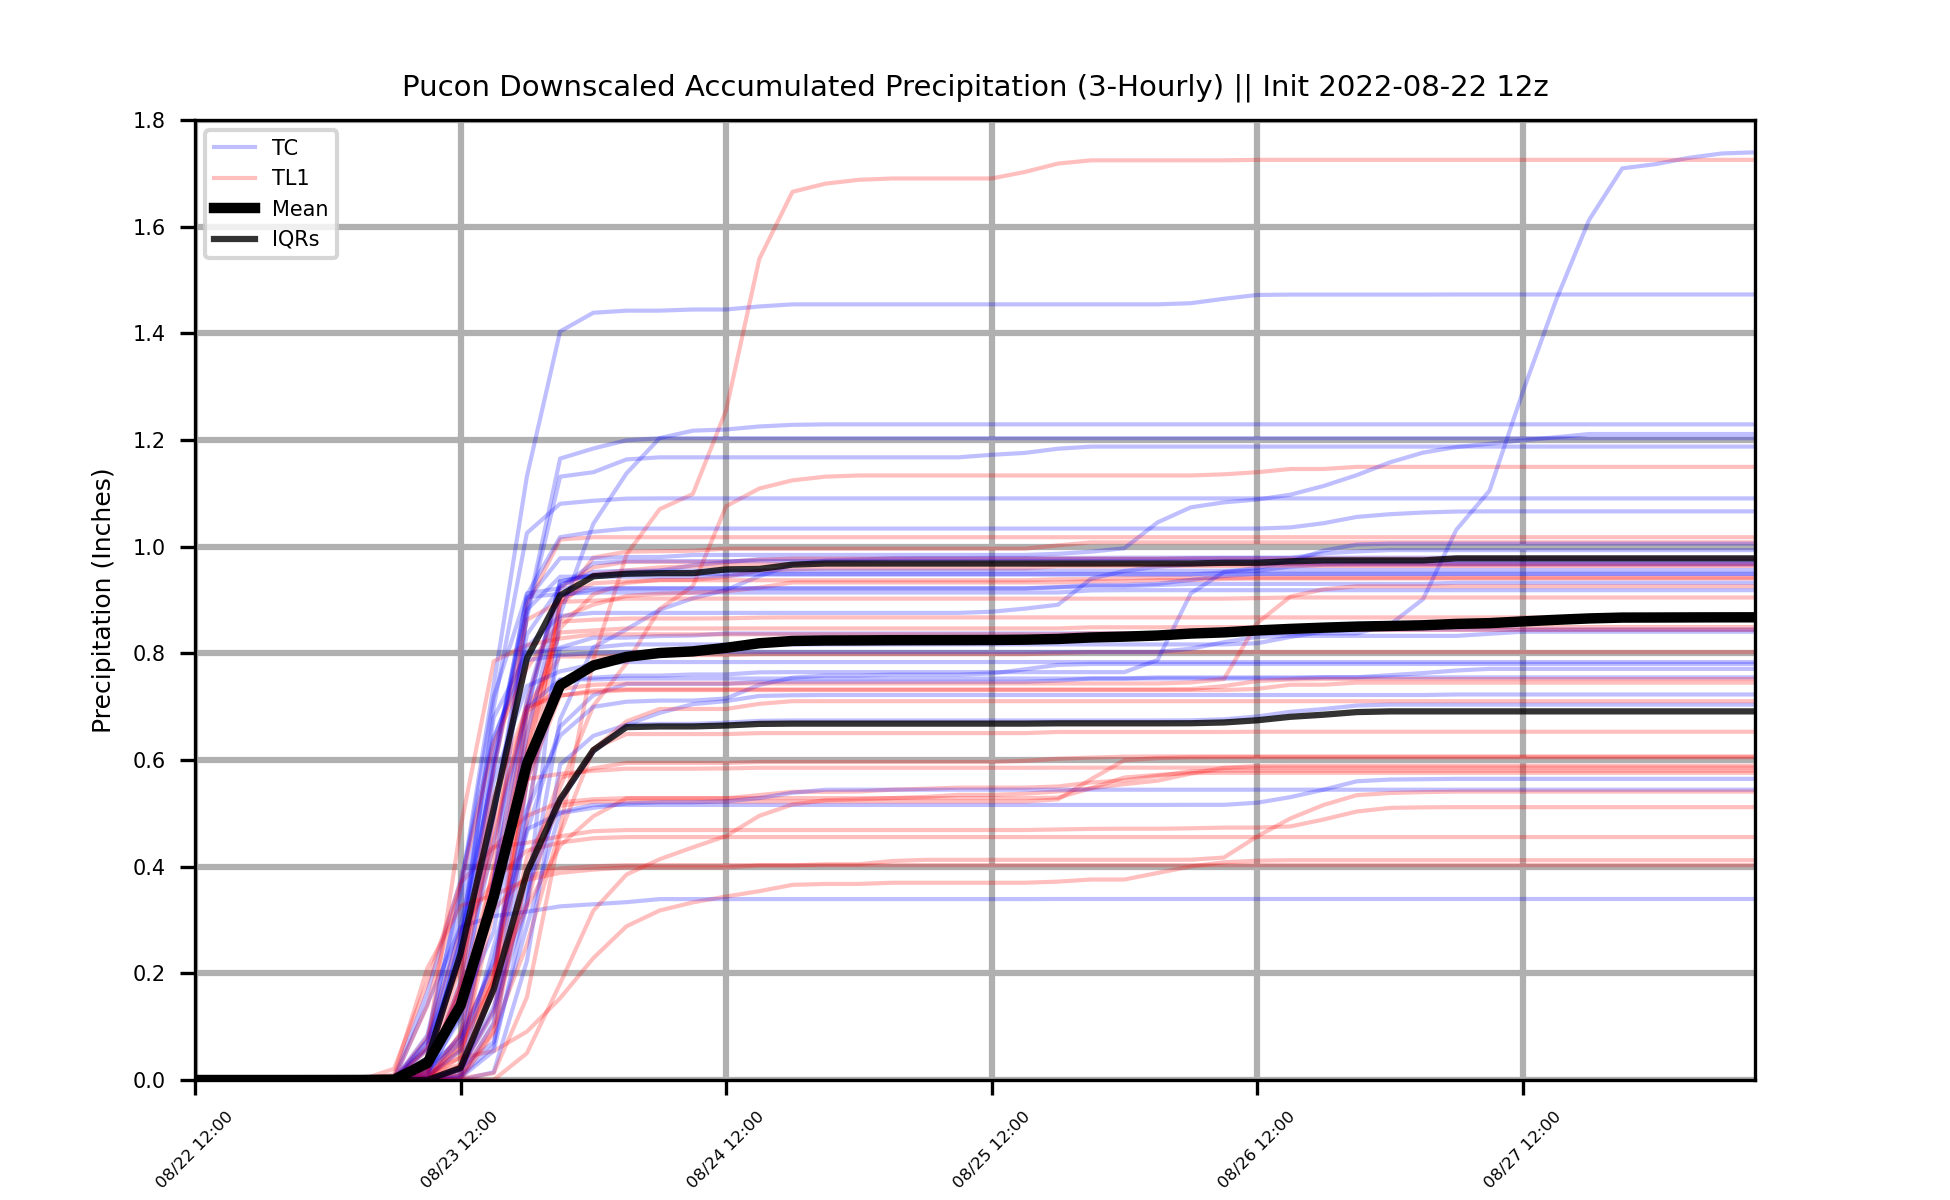 Pucon Downscaled Accumulated Precipitation (3-Hourly) || Init 2022-08-22 12z
Precipitation (Inches)
1.8
1.6
1.4
1.2
1.0
0.8
0.6
0.4
0.2
0.0
TC
TL1
Mean
IQRs
08/22 12:00
08/23 12:00
08/24 12:00
08/25 12:00
08/26 12:00
08/27 12:00